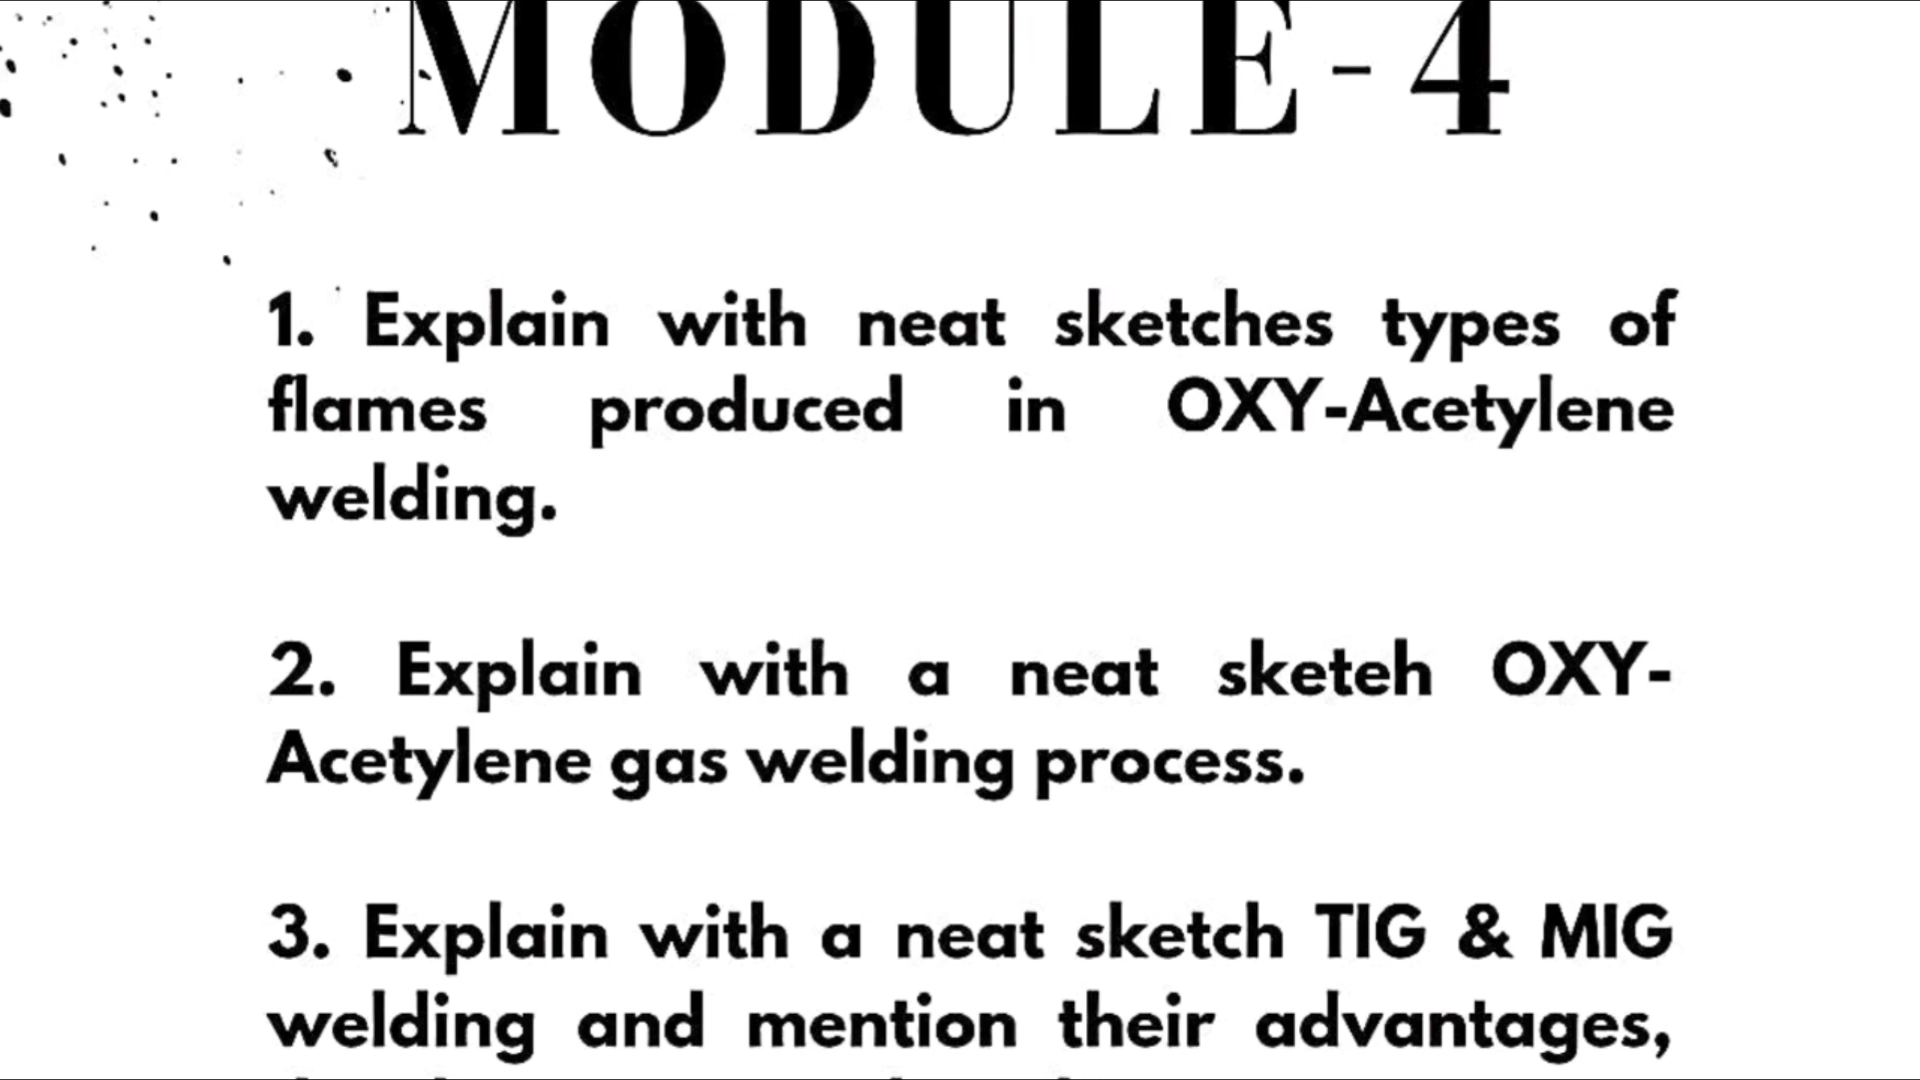 MODULE-4
1. Explain with neat sketches types of
flames produced in OXY-Acetylene
welding.
2. Explain with a neat sketeh OXY-
Acetylene gas welding process.
3. Explain with a neat sketch TIG & MIG
welding and mention their advantages,